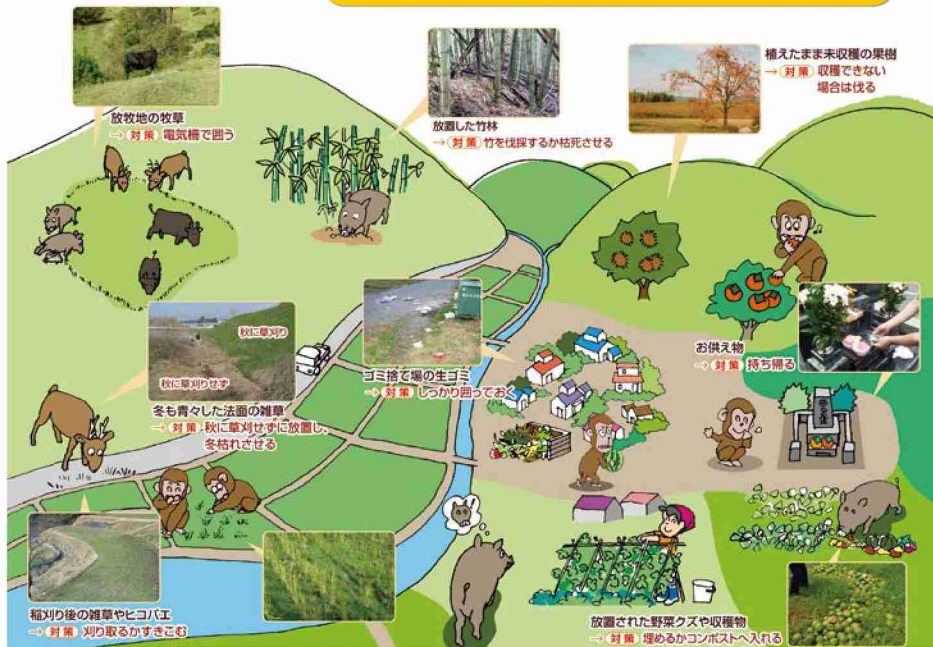 放牧地の牧草
→ 対策 電気柵で囲う
放置した竹林
→ 対策 竹を伐採するか枯死させる
植えたまま未収穫の果樹
→ 対策 収穫できない
場合は伐る
秋に草刈り
秋に草刈りせず
冬も青々した法面の雑草
→ 対策 秋に草刈せずに放置し、
冬枯れさせる
ゴミ捨て場の生ゴミ
→ 対策 しっかり囲っておく
お供え物
→ 対策 持ち帰る
稲刈り後の雑草やヒコバエ
→ 対策 刈り取るかすきこむ
放置された野菜クズや収穫物
→ 対策 埋めるかコンポストへ入れる